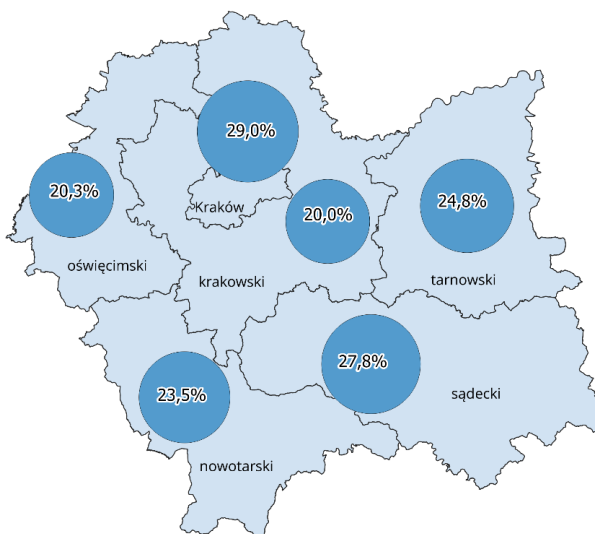 29,0%
20,3%
24,8%
Kraków
20,0%
oświęcimski
krakowski
tarnowski
27,8%
23,5%
sądecki
nowotarski